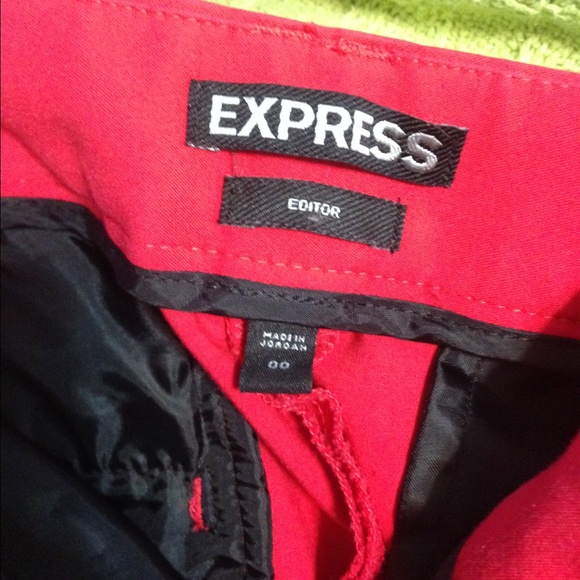 EXPRESS
EDITOR
MADE IN
JORDAN
00